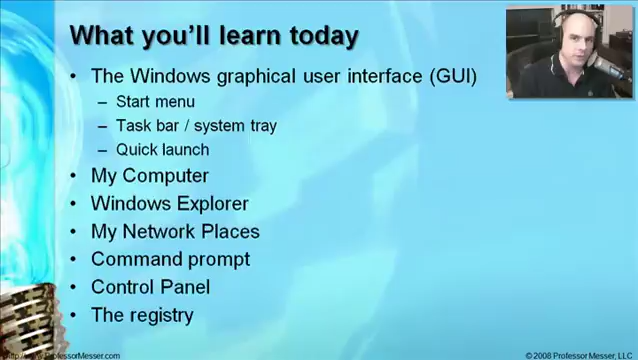 What you'll learn today
• The Windows graphical user interface (GUI)
– Start menu
– Task bar / system tray
– Quick launch
• My Computer
• Windows Explorer
• My Network Places
• Command prompt
• Control Panel
• The registry
http://www.ProfessorMesser.com
© 2008 Professor Messer, LLC